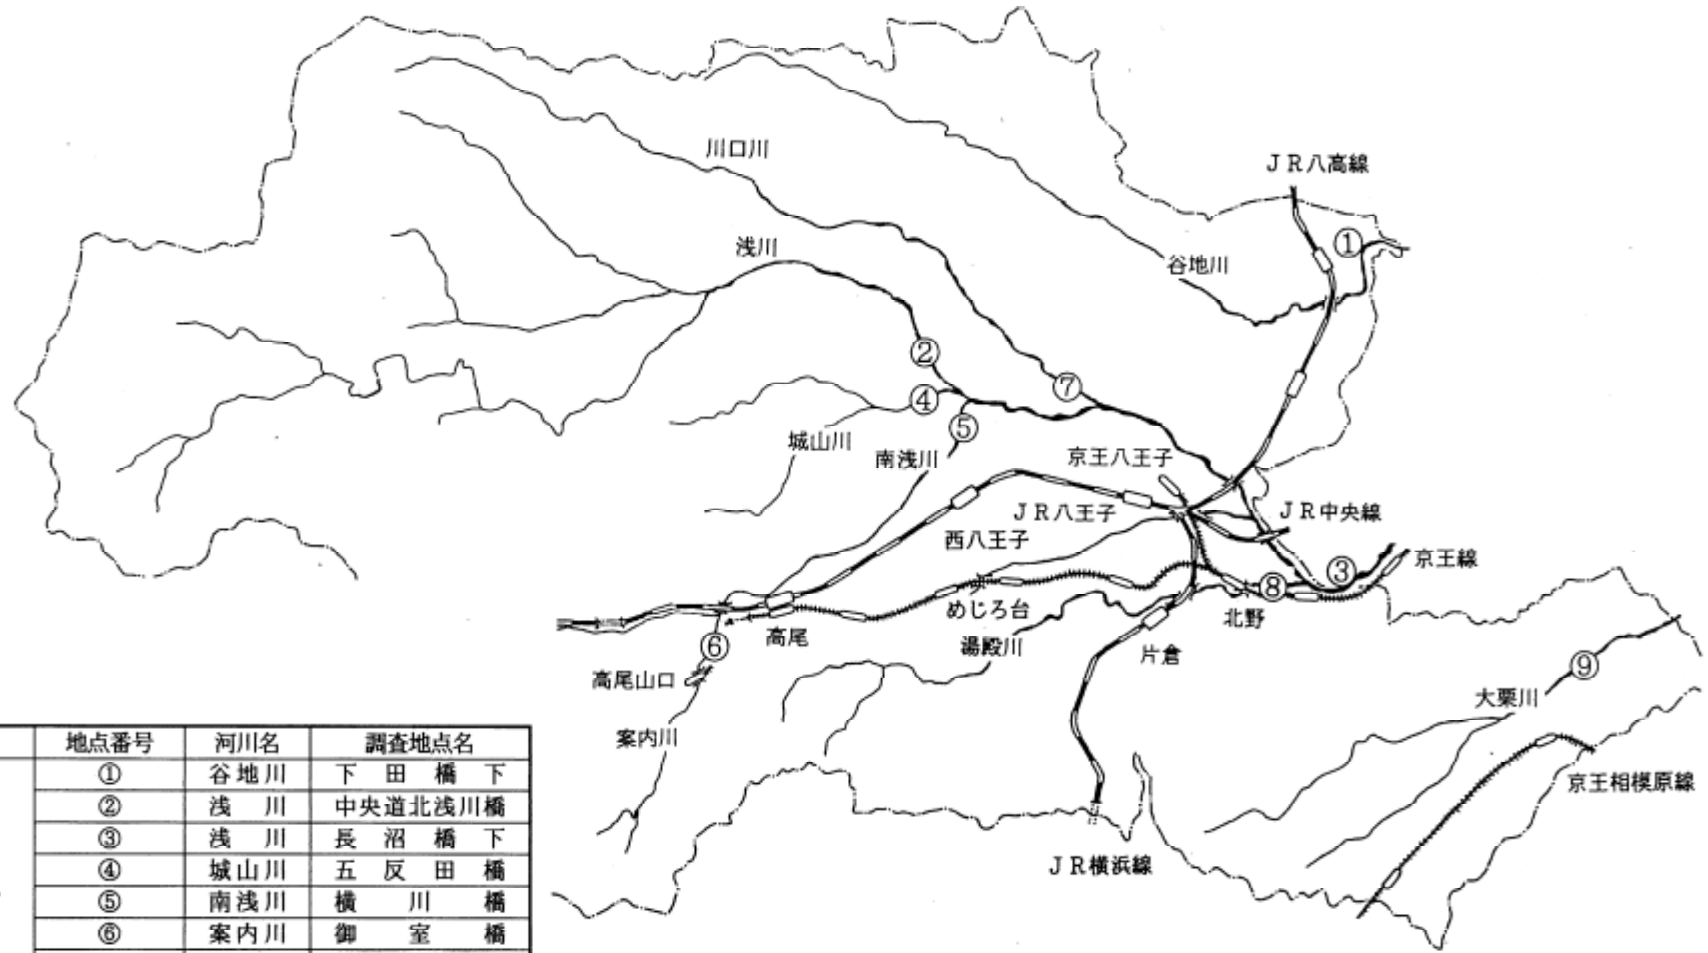 川口川
JR八高線
浅川
①
谷地川
②
⑦
④
⑤
城山川
南浅川
京王八王子
JR八王子
JR中央線
西八王子
京王線
③
⑧
めじろ台
北野
高尾
湯殿川
片倉
⑥
高尾山口
⑨
大栗川
案内川
京王相模原線
JR横浜線
地点番号 河川名 調査地点名
① 谷地川 下田橋下
② 浅川 中央道北浅川橋
③ 浅川 長沼橋下
④ 城山川 五反田橋
⑤ 南浅川 横川橋
⑥ 案内川 御室橋